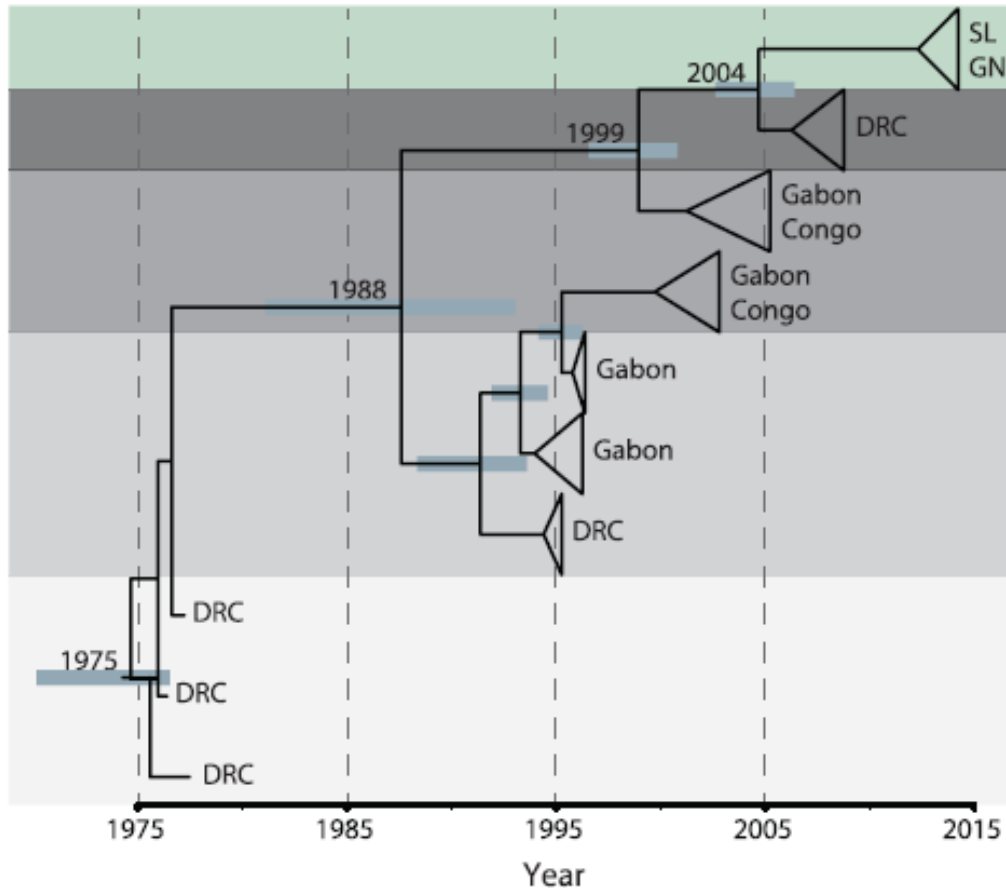 SL
GN
2004
DRC
1999
Gabon
Congo
Gabon
Congo
1988
Gabon
Gabon
DRC
DRC
1975
DRC
DRC
1975 1985 1995 2005 2015
Year